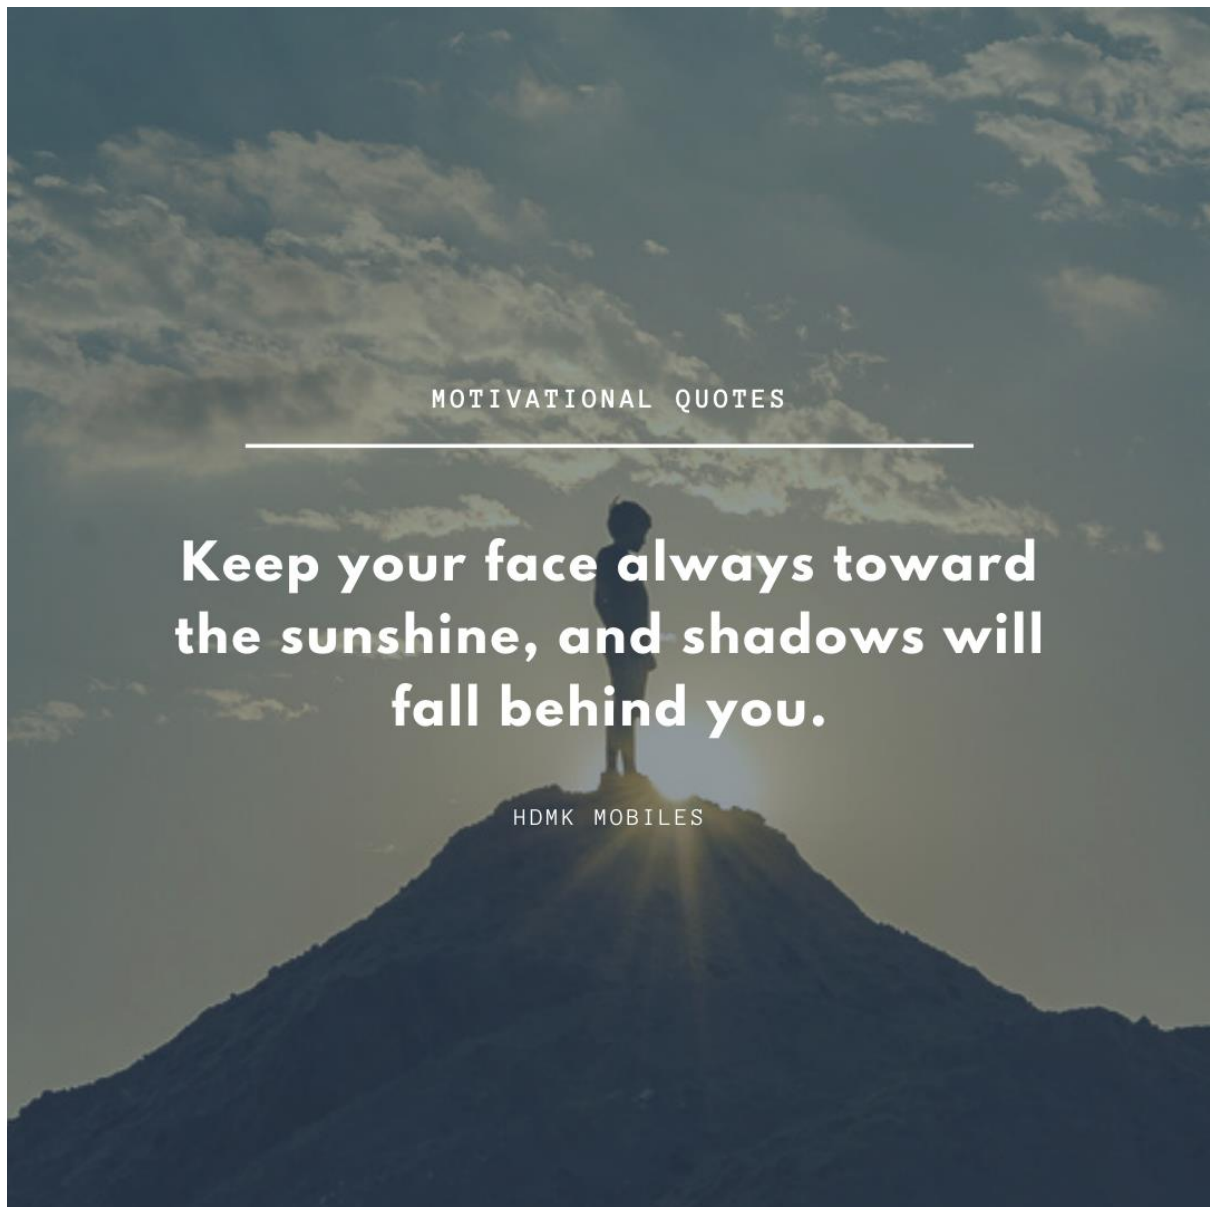 MOTIVATIONAL QUOTES
Keep your face always toward
the sunshine, and shadows will
fall behind you.
HDMK MOBILES